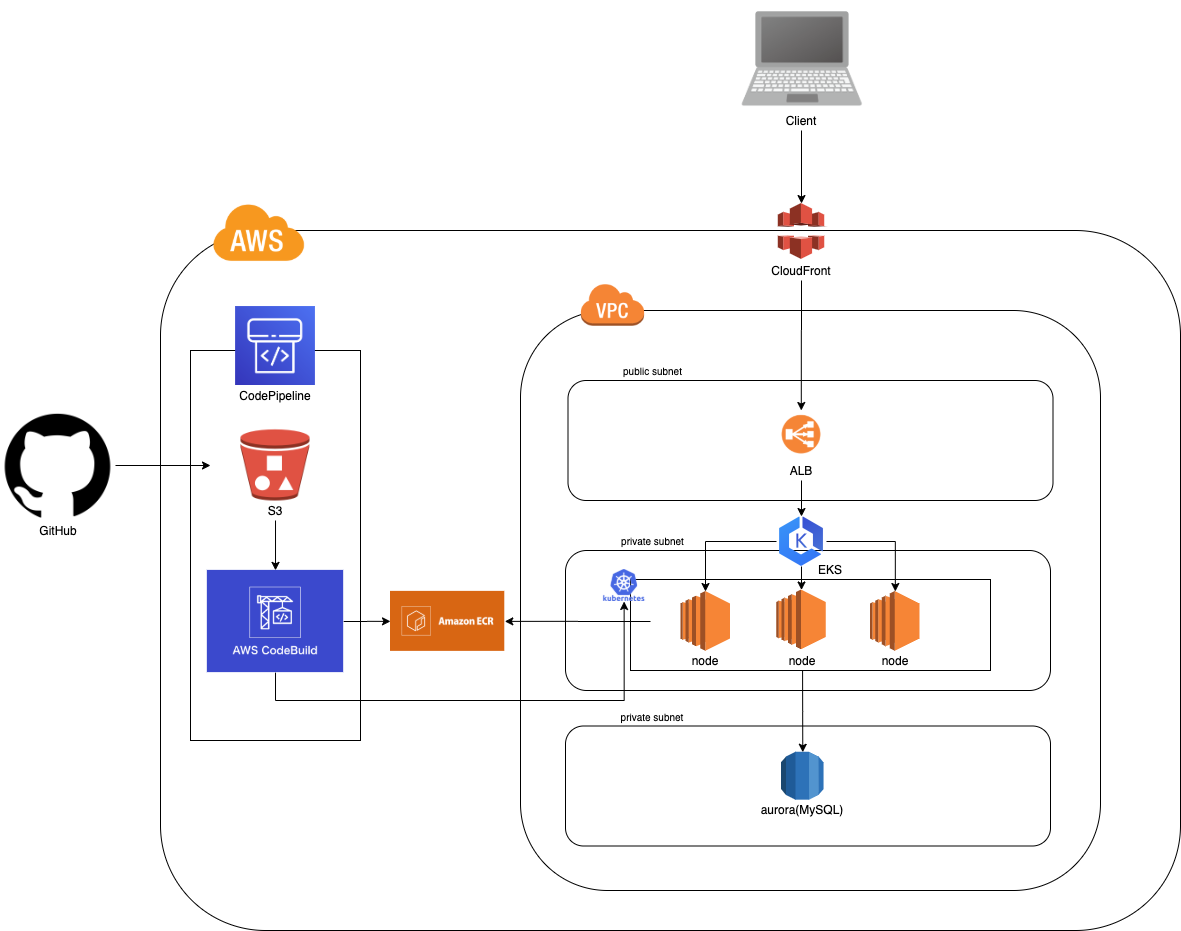 Client
AWS
CloudFront
VPC
CodePipeline
public subnet
ALB
S3
GitHub
private subnet
K
EKS
kubernetes
Amazon ECR
AWS CodeBuild
node
node
node
private subnet
aurora(MySQL)